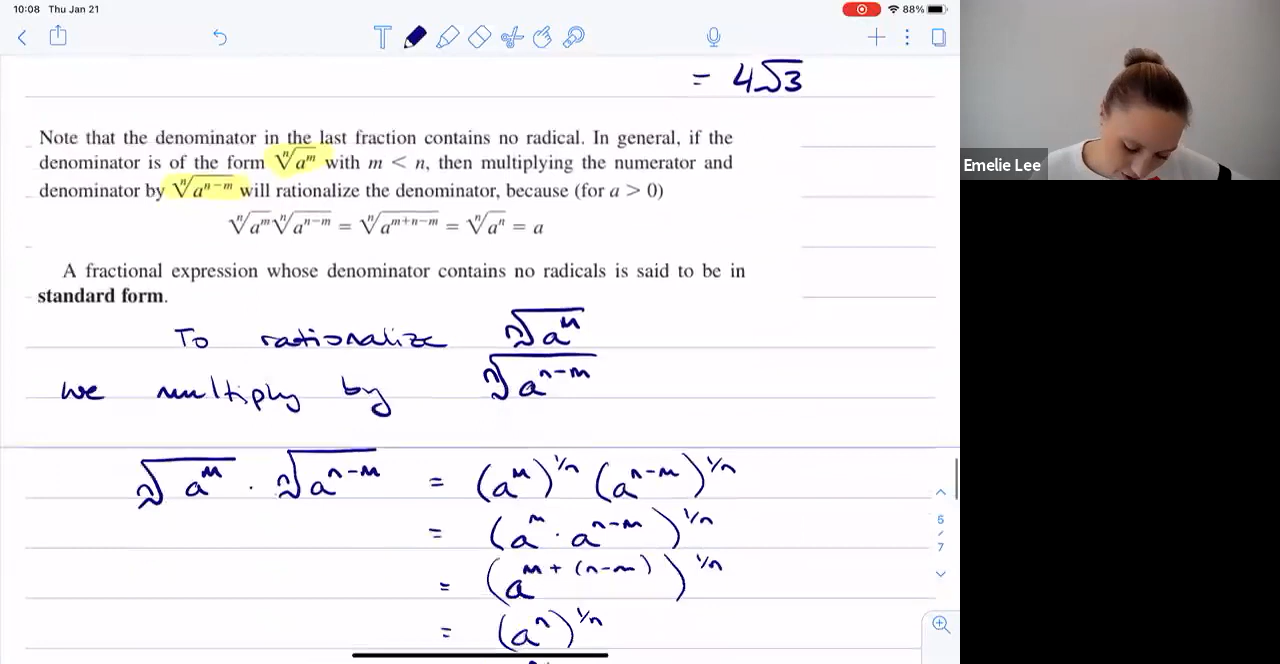 10:08 Thu Jan 21
88%
= 4√3
Note that the denominator in the last fraction contains no radical. In general, if the
denominator is of the form ⁿ√aᵐ with m < n, then multiplying the numerator and
denominator by ⁿ√aⁿ⁻ᵐ will rationalize the denominator, because (for a > 0)
ⁿ√aᵐ ⁿ√aⁿ⁻ᵐ = ⁿ√aᵐ⁺ⁿ⁻ᵐ = ⁿ√aⁿ = a
A fractional expression whose denominator contains no radicals is said to be in
standard form.
To rationalize ⁿ√aᵐ
we multiply by ⁿ√aⁿ⁻ᵐ
ⁿ√aᵐ · ⁿ√aⁿ⁻ᵐ = (aᵐ)^1/n (aⁿ⁻ᵐ)^1/n
= (aᵐ · aⁿ⁻ᵐ)^1/n
= (a^m + (n-m))^1/n
= (aⁿ)^1/n
5
/
7
Emelie Lee